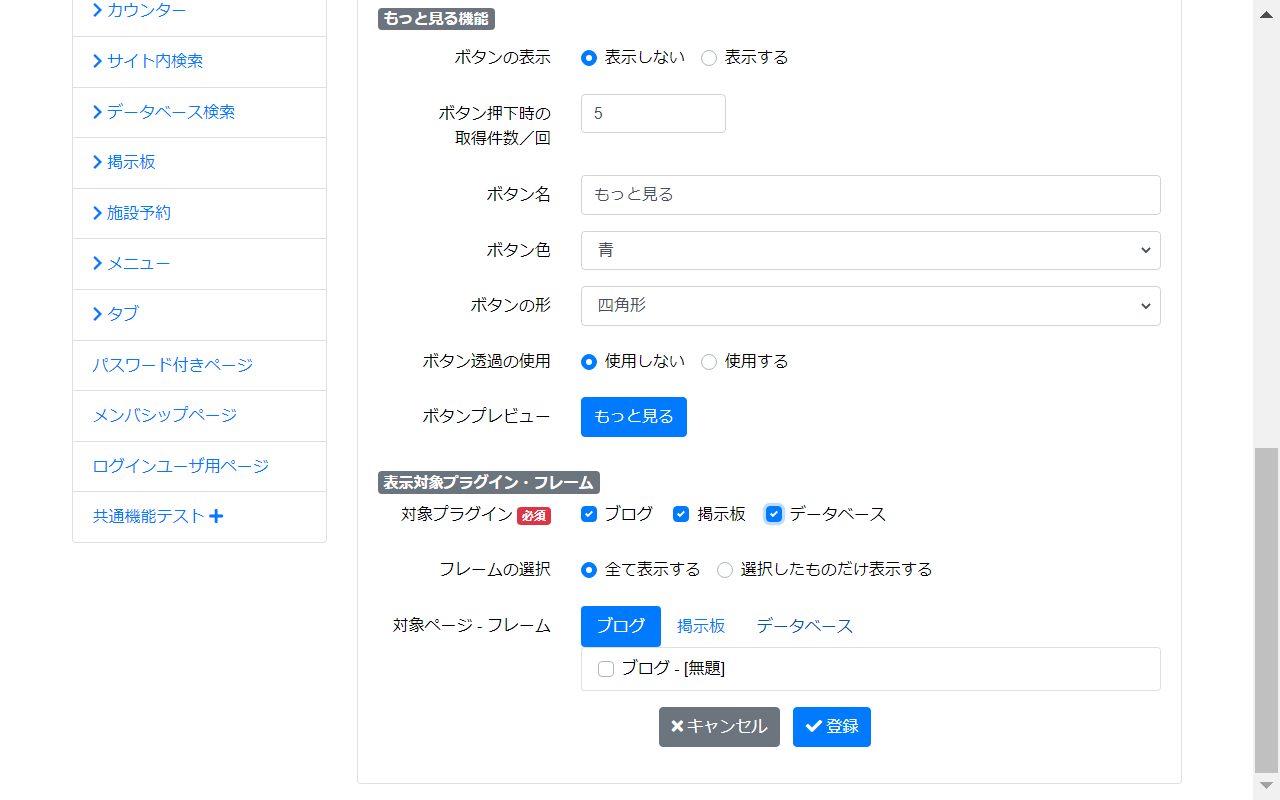 カウンター
サイト内検索
データベース検索
掲示板
施設予約
メニュー
タブ
パスワード付きページ
メンバシップページ
ログインユーザ用ページ
共通機能テスト
もっと見る機能
ボタンの表示 表示しない 表示する
ボタン押下時の
取得件数／回 5
ボタン名 もっと見る
ボタン色 青
ボタンの形 四角形
ボタン透過の使用 使用しない 使用する
ボタンプレビュー もっと見る
表示対象プラグイン・フレーム
対象プラグイン 必須 ブログ 掲示板 データベース
フレームの選択 全て表示する 選択したものだけ表示する
対象ページ - フレーム ブログ 掲示板 データベース
ブログ - [無題]
キャンセル 登録